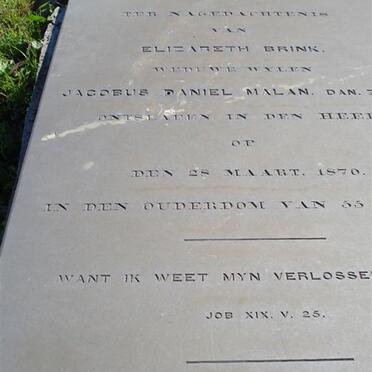 TER NAGEDACHTENIS
VAN
ELIZABETH BRINK,
WEDUWE WYLEN
JACOBUS DANIEL MALAN, DAN.
ONTSLAPEN IN DEN
OP
DEN 28 MAART, 1870.
IN DEN OUDERDOM VAN 55
WANT IK WEET MYN
JOB XIX. V. 25.